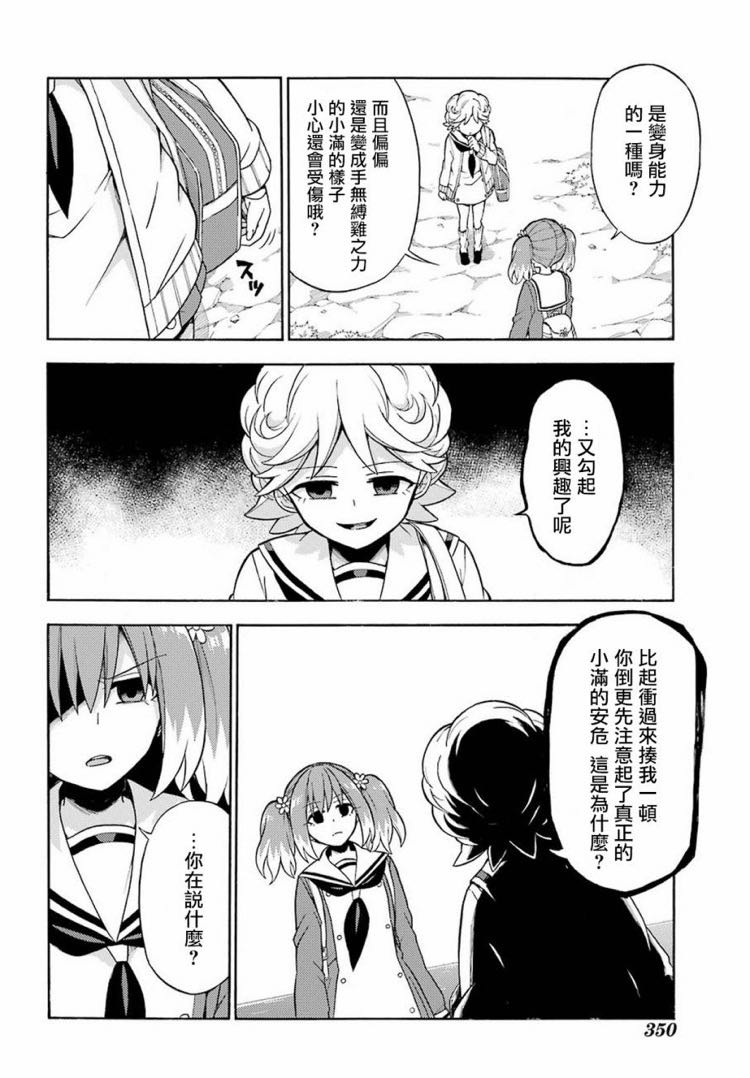 是變身能力
的一種嗎？
而且偏偏
還是變成手無縛雞之力
的小滿的樣子
小心還會受傷哦？
スッ
…又勾起
我的興趣了呢
比起衝過來揍我一頓
你倒更先注意起了真正的
小滿的安危 這是為什麼？
…你在説什麼？
350